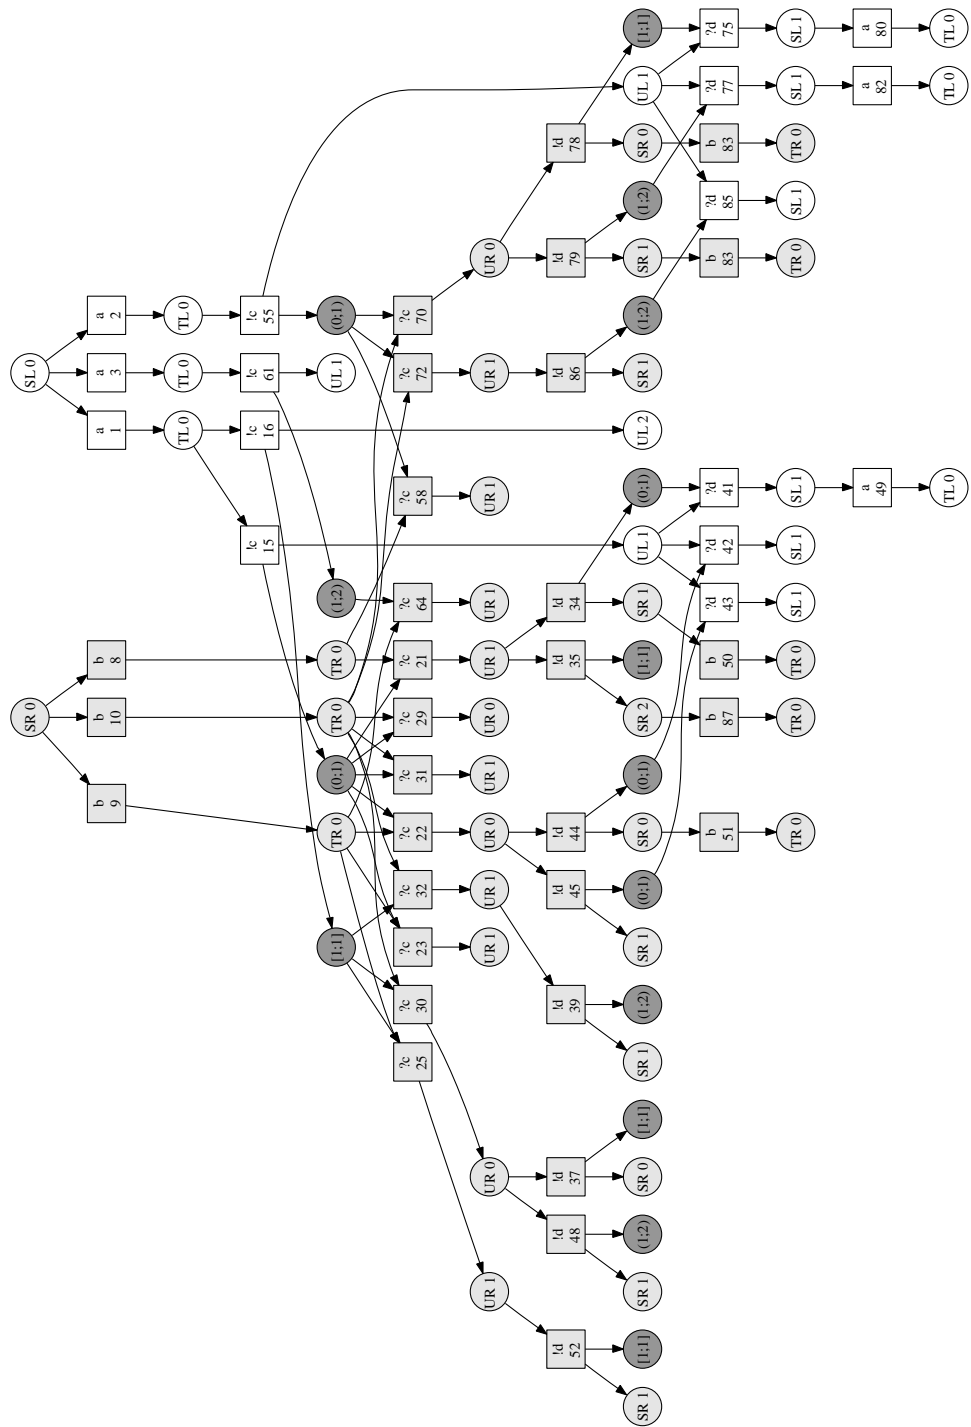 SR 0
SL 0
b
9
b
10
b
8
a
1
a
3
a
2
TL 0
TL 0
TL 0
!c
15
!c
16
!c
61
!c
55
[1;1]
TR 0
(0;1)
TR 0
TR 0
(1;2)
UL 1
(0;1)
?c
25
?c
30
?c
23
?c
32
?c
22
?c
31
?c
29
?c
21
?c
64
?c
58
?c
72
?c
70
UR 1
UR 0
UR 1
UR 1
UR 0
UR 1
UR 0
UR 1
UR 1
UR 1
UR 1
UR 0
!d
52
!d
48
!d
37
!d
39
!d
45
!d
44
!d
35
!d
34
!d
86
!d
79
!d
78
SR 1
[1;1]
SR 1
(1;2)
SR 0
[1;1]
SR 1
(1;2)
SR 1
(0;1)
SR 0
(0;1)
SR 2
[1;1]
SR 1
UL 1
(0;1)
UL 2
SR 1
(1;2)
SR 1
(1;2)
SR 0
UL 1
[1;1]
b
51
b
87
b
50
?d
43
?d
42
?d
41
b
83
?d
85
b
83
?d
77
?d
75
TR 0
TR 0
TR 0
SL 1
SL 1
SL 1
TR 0
SL 1
TR 0
SL 1
SL 1
a
49
a
82
a
80
TL 0
TL 0
TL 0